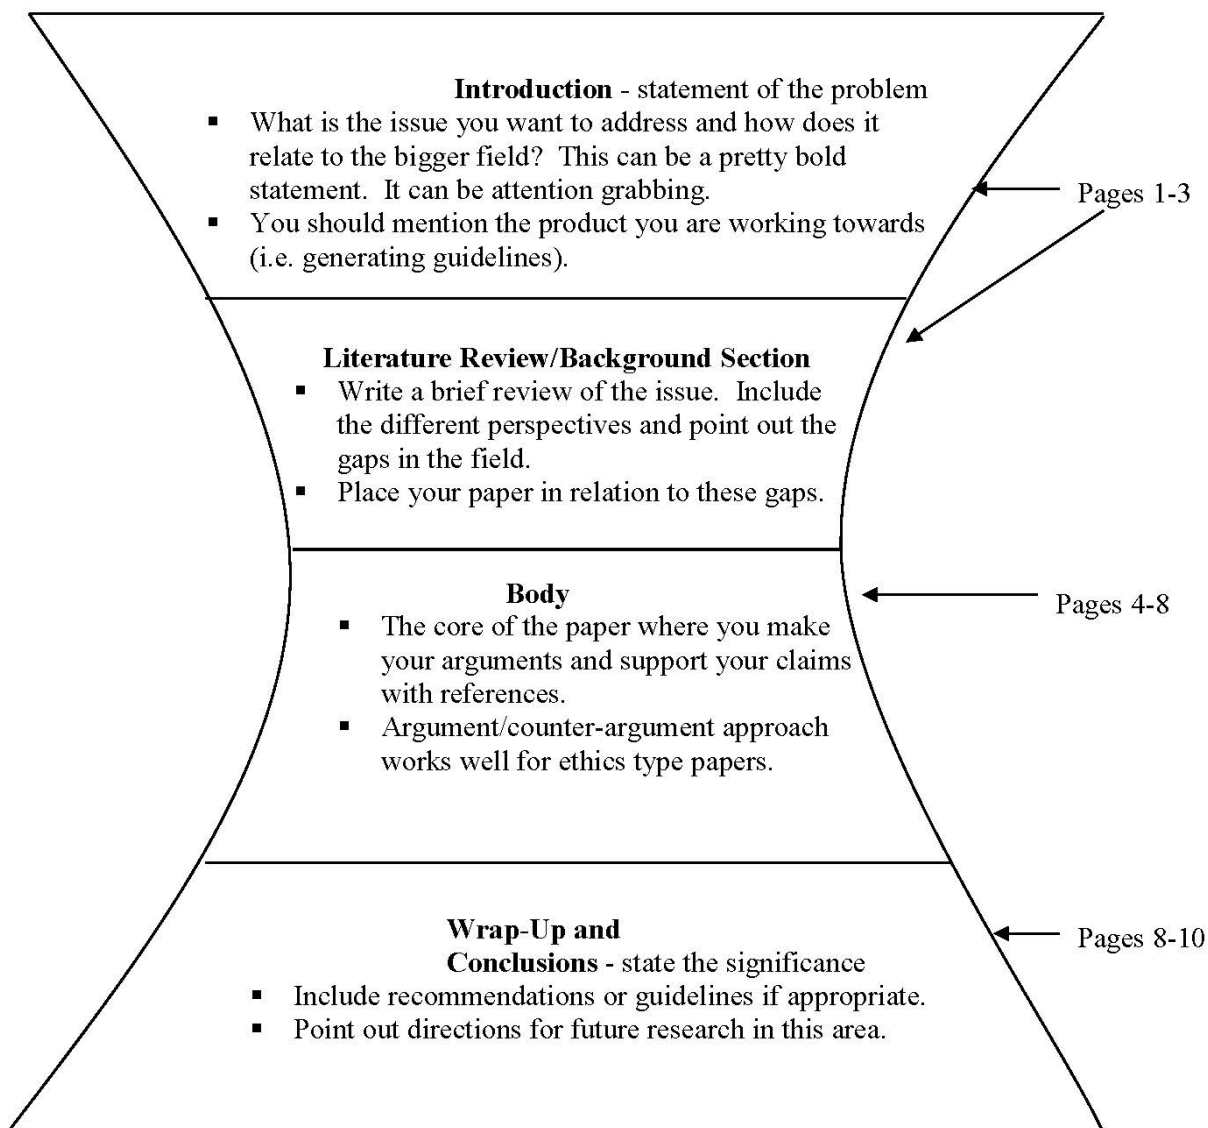 Introduction - statement of the problem
▪ What is the issue you want to address and how does it
relate to the bigger field?  This can be a pretty bold
statement.  It can be attention grabbing.
▪ You should mention the product you are working towards
(i.e. generating guidelines).
Pages 1-3
Literature Review/Background Section
▪ Write a brief review of the issue.  Include
the different perspectives and point out the
gaps in the field.
▪ Place your paper in relation to these gaps.
Body
▪ The core of the paper where you make
your arguments and support your claims
with references.
▪ Argument/counter-argument approach
works well for ethics type papers.
Pages 4-8
Wrap-Up and
Conclusions - state the significance
▪ Include recommendations or guidelines if appropriate.
▪ Point out directions for future research in this area.
Pages 8-10